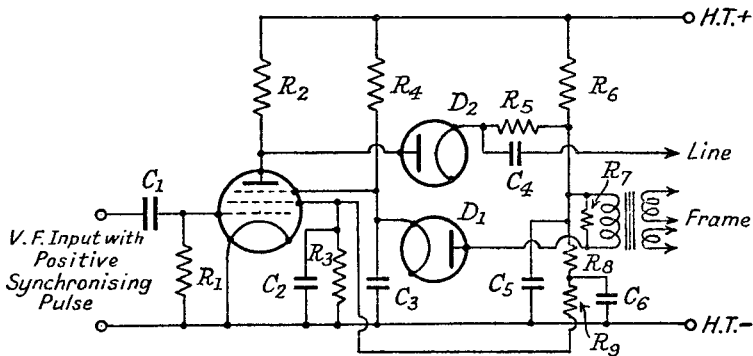 H.T.+
R2
R4
D2
R5
R6
C4
Line
C1
R7
V.F. Input with
Positive
Synchronising
Pulse
D1
Frame
R1
C2
R3
C3
C5
R8
C6
R9
H.T.-